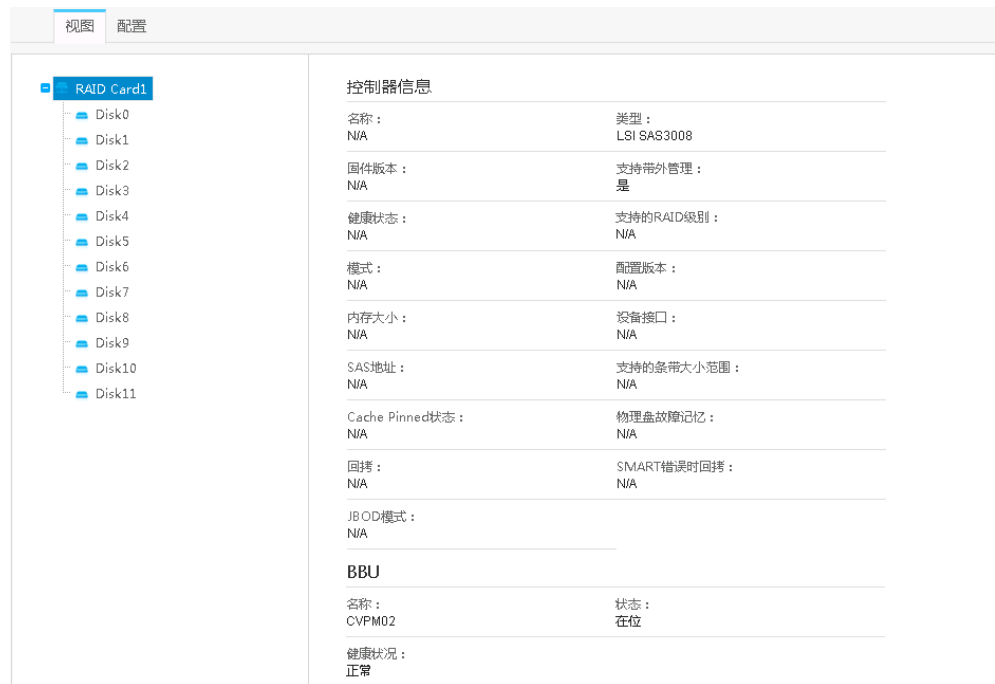 视图 配置
RAID Card1
Disk0
Disk1
Disk2
Disk3
Disk4
Disk5
Disk6
Disk7
Disk8
Disk9
Disk10
Disk11
控制器信息
名称： 类型：
N/A LSI SAS3008
固件版本： 支持带外管理：
N/A 是
健康状态： 支持的RAID级别：
N/A N/A
模式： 配置版本：
N/A N/A
内存大小： 设备接口：
N/A N/A
SAS地址： 支持的条带大小范围：
N/A N/A
Cache Pinned状态： 物理盘故障记忆：
N/A N/A
回拷： SMART错误时回拷：
N/A N/A
JBOD模式：
N/A
BBU
名称： 状态：
CVPM02 在位
健康状况：
正常